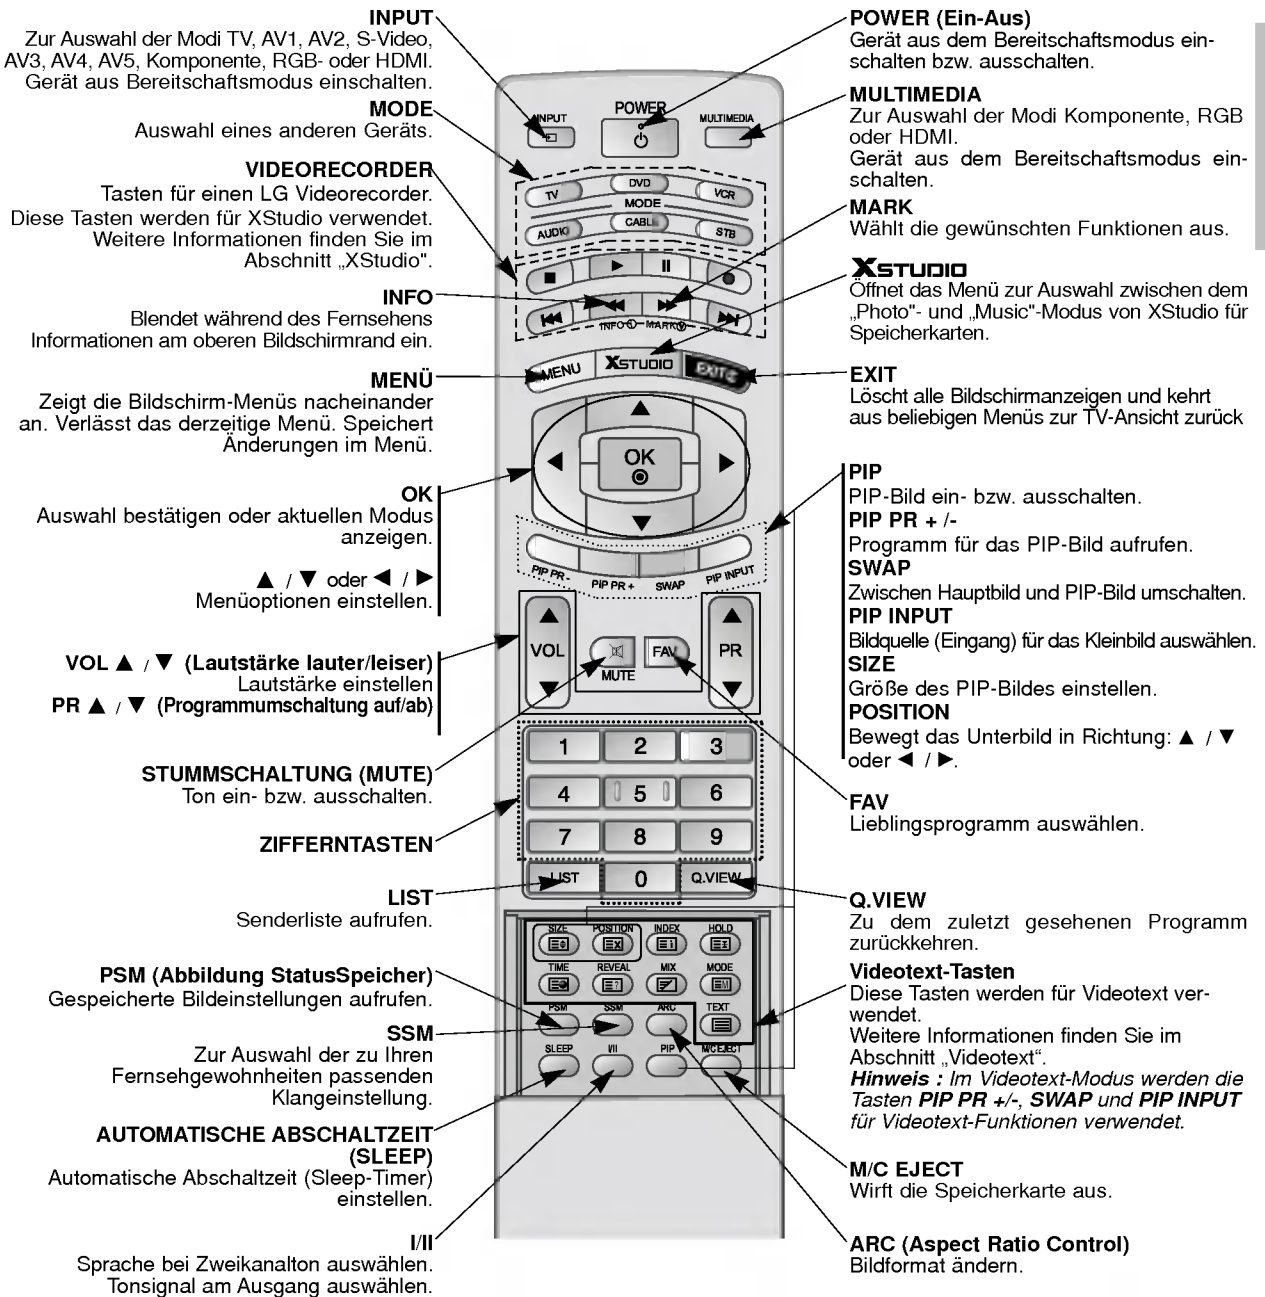 INPUT
Zur Auswahl der Modi TV, AV1, AV2, S-Video,
AV3, AV4, AV5, Komponente, RGB- oder HDMI.
Gerät aus Bereitschaftsmodus einschalten.
MODE
Auswahl eines anderen Geräts.
VIDEORECORDER
Tasten für einen LG Videorecorder.
Diese Tasten werden für XStudio verwendet.
Weitere Informationen finden Sie im
Abschnitt „XStudio".
INFO
Blendet während des Fernsehens
Informationen am oberen Bildschirmrand ein.
MENÜ
Zeigt die Bildschirm-Menüs nacheinander
an. Verlässt das derzeitige Menü. Speichert
Änderungen im Menü.
OK
Auswahl bestätigen oder aktuellen Modus
anzeigen.
▲ / ▼ oder ◀ / ▶
Menüoptionen einstellen.
VOL ▲ / ▼ (Lautstärke lauter/leiser)
Lautstärke einstellen
PR ▲ / ▼ (Programmumschaltung auf/ab)
STUMMSCHALTUNG (MUTE)
Ton ein- bzw. ausschalten.
ZIFFERNTASTEN
LIST
Senderliste aufrufen.
PSM (Abbildung StatusSpeicher)
Gespeicherte Bildeinstellungen aufrufen.
SSM
Zur Auswahl der zu Ihren
Fernsehgewohnheiten passenden
Klangeinstellung.
AUTOMATISCHE ABSCHALTZEIT
(SLEEP)
Automatische Abschaltzeit (Sleep-Timer)
einstellen.
I/II
Sprache bei Zweikanalton auswählen.
Tonsignal am Ausgang auswählen.
INPUT POWER MULTIMEDIA
TV DVD VCR
MODE
AUDIO CABLE STB
INFO i MARK
MENU XSTUDIO EXIT
OK
PIP PR - PIP PR + SWAP PIP INPUT
VOL MUTE FAV PR
1 2 3
4 5 6
7 8 9
LIST 0 Q.VIEW
SIZE POSITION INDEX HOLD
TIME REVEAL MIX MODE
PSM SSM ARC TEXT
SLEEP I/II PIP M/C EJECT
POWER (Ein-Aus)
Gerät aus dem Bereitschaftsmodus ein-
schalten bzw. ausschalten.
MULTIMEDIA
Zur Auswahl der Modi Komponente, RGB
oder HDMI.
Gerät aus dem Bereitschaftsmodus ein-
schalten.
MARK
Wählt die gewünschten Funktionen aus.
XSTUDIO
Öffnet das Menü zur Auswahl zwischen dem
„Photo"- und „Music"-Modus von XStudio für
Speicherkarten.
EXIT
Löscht alle Bildschirmanzeigen und kehrt
aus beliebigen Menüs zur TV-Ansicht zurück
PIP
PIP-Bild ein- bzw. ausschalten.
PIP PR + /-
Programm für das PIP-Bild aufrufen.
SWAP
Zwischen Hauptbild und PIP-Bild umschalten.
PIP INPUT
Bildquelle (Eingang) für das Kleinbild auswählen.
SIZE
Größe des PIP-Bildes einstellen.
POSITION
Bewegt das Unterbild in Richtung: ▲ / ▼
oder ◀ / ▶.
FAV
Lieblingsprogramm auswählen.
Q.VIEW
Zu dem zuletzt gesehenen Programm
zurückkehren.
Videotext-Tasten
Diese Tasten werden für Videotext ver-
wendet.
Weitere Informationen finden Sie im
Abschnitt „Videotext“.
Hinweis : Im Videotext-Modus werden die
Tasten PIP PR +/-, SWAP und PIP INPUT
für Videotext-Funktionen verwendet.
M/C EJECT
Wirft die Speicherkarte aus.
ARC (Aspect Ratio Control)
Bildformat ändern.